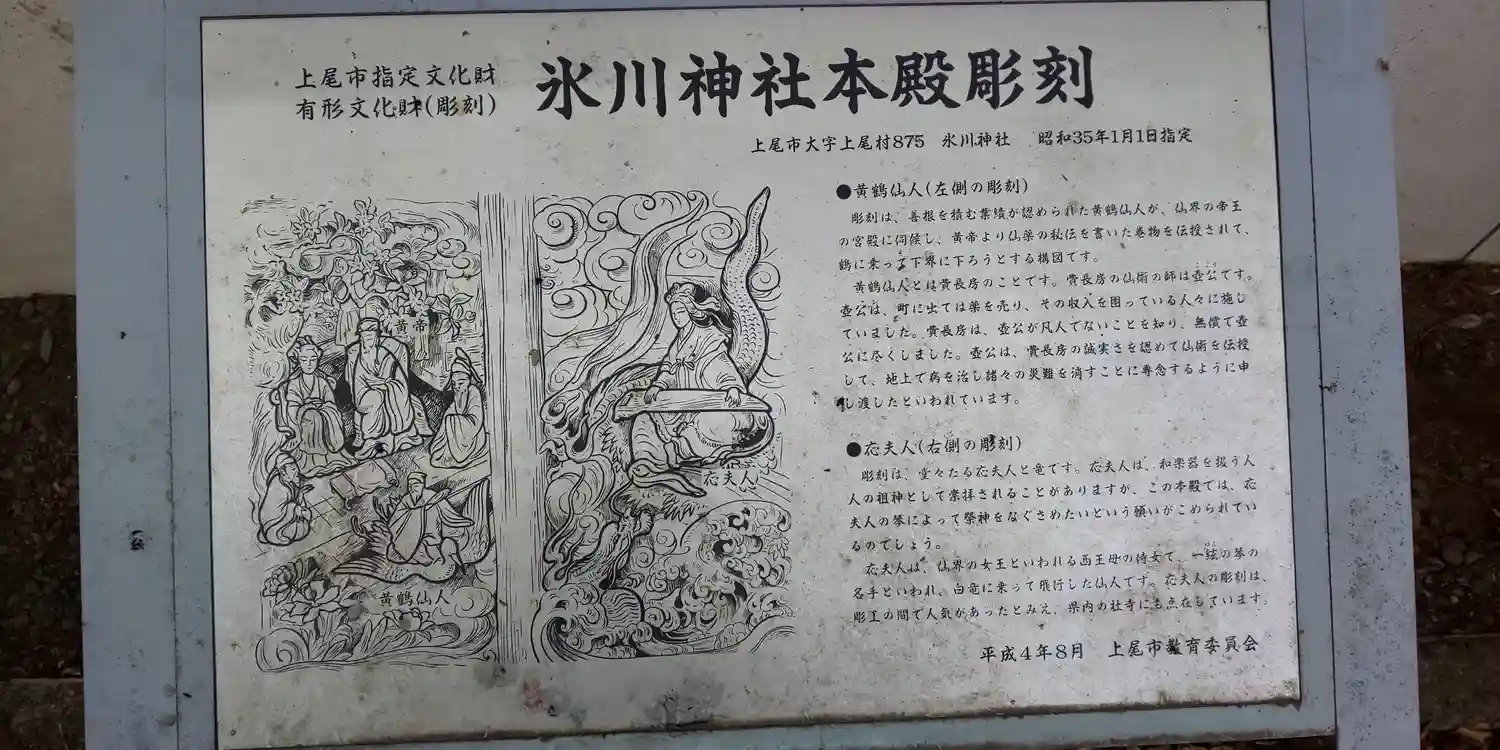 上尾市指定文化財
有形文化財(彫刻)
氷川神社本殿彫刻
上尾市大字上尾村875 氷川神社 昭和35年1月1日指定
黄帝
黄鶴仙人
応夫人
●黄鶴仙人(左側の彫刻)
彫刻は、善根を積む業績が認められた黄鶴仙人が、仙界の帝王
の宮殿に伺候し、黄帝より仙薬の秘伝を書いた巻物を伝授されて、
鶴に乗って下界に下ろうとする構図です。
黄鶴仙人とは費長房のことです。費長房の仙術の師は壺公です。
壺公は、町に出ては薬を売り、その収入を困っている人々に施し
ていました。費長房は、壺公が凡人でないことを知り、無償で壺
公に尽くしました。壺公は、費長房の誠実さを認めて仙術を伝授
して、地上で病を治し諸々の災難を消すことに専念するように申
し渡したといわれています。
●応夫人(右側の彫刻)
彫刻は、堂々たる応夫人と竜です。応夫人は、和楽器を扱う人
人の祖神として崇拝されることがありますが、この本殿では、応
夫人の琴によって祭神をなぐさめたいという願いがこめられてい
るのでしょう。
応夫人は、仙界の女王といわれる西王母の侍女で、一絃の琴の
名手といわれ、白竜に乗って飛行した仙人です。応夫人の彫刻は、
彫工の間で人気があったとみえ、県内の社寺にも点在しています。
平成4年8月 上尾市教育委員会